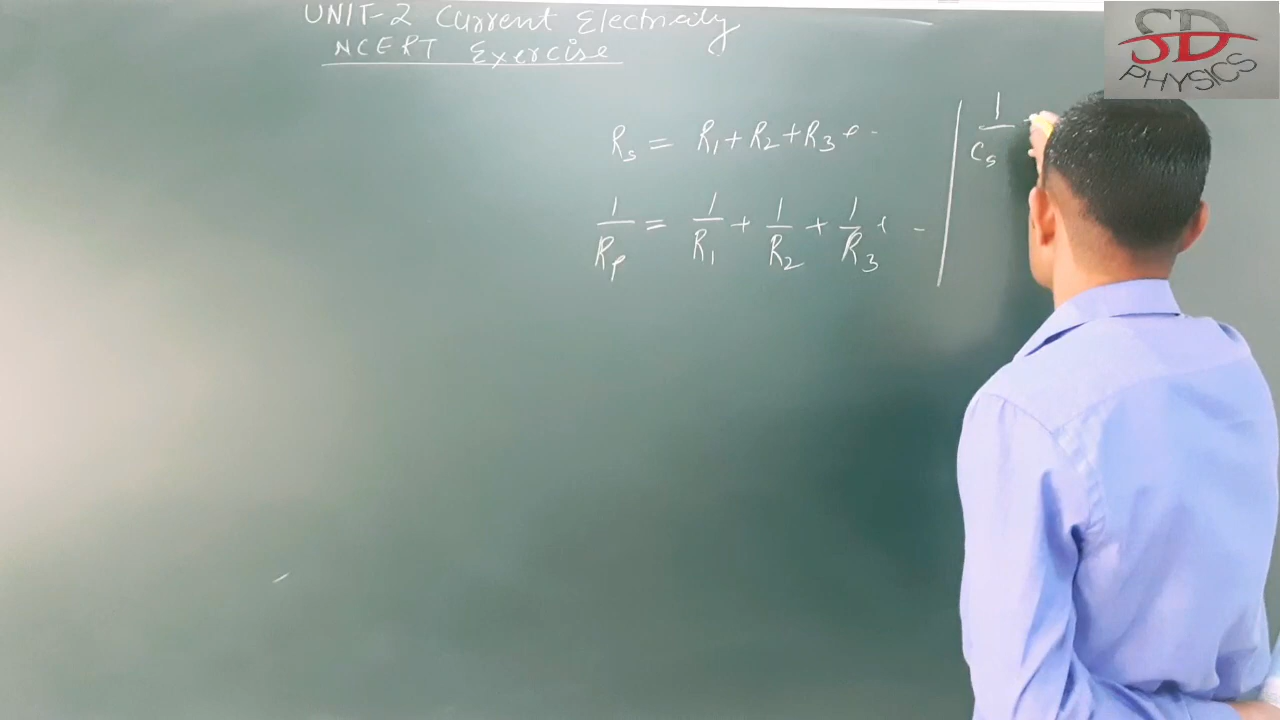 UNIT-2 Current Electricity
NCERT Exercise
SD
PHYSICS
Rs = R1 + R2 + R3 + - -
1/Rp = 1/R1 + 1/R2 + 1/R3 + -
1/Cs